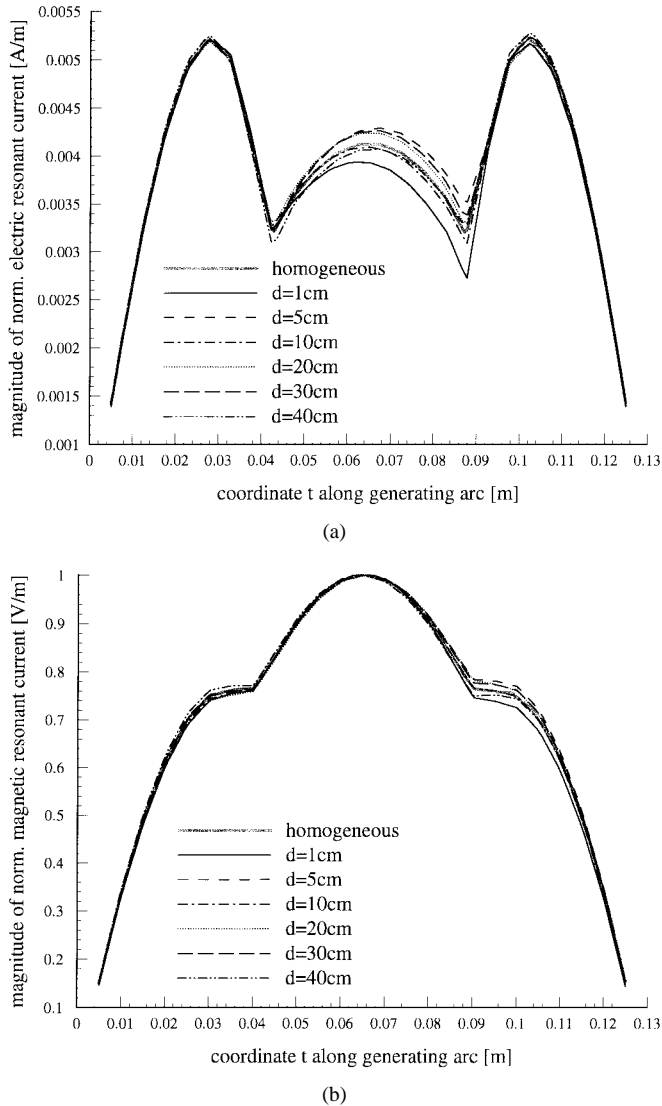 magnitude of norm. electric resonant current [A/m]
0.0055
0.005
0.0045
0.004
0.0035
0.003
0.0025
0.002
0.0015
0.001
homogeneous
d=1cm
d=5cm
d=10cm
d=20cm
d=30cm
d=40cm
0 0.01 0.02 0.03 0.04 0.05 0.06 0.07 0.08 0.09 0.1 0.11 0.12 0.13
coordinate t along generating arc [m]
(a)
magnitude of norm. magnetic resonant current [V/m]
1
0.9
0.8
0.7
0.6
0.5
0.4
0.3
0.2
0.1
homogeneous
d=1cm
d=5cm
d=10cm
d=20cm
d=30cm
d=40cm
0 0.01 0.02 0.03 0.04 0.05 0.06 0.07 0.08 0.09 0.1 0.11 0.12 0.13
coordinate t along generating arc [m]
(b)